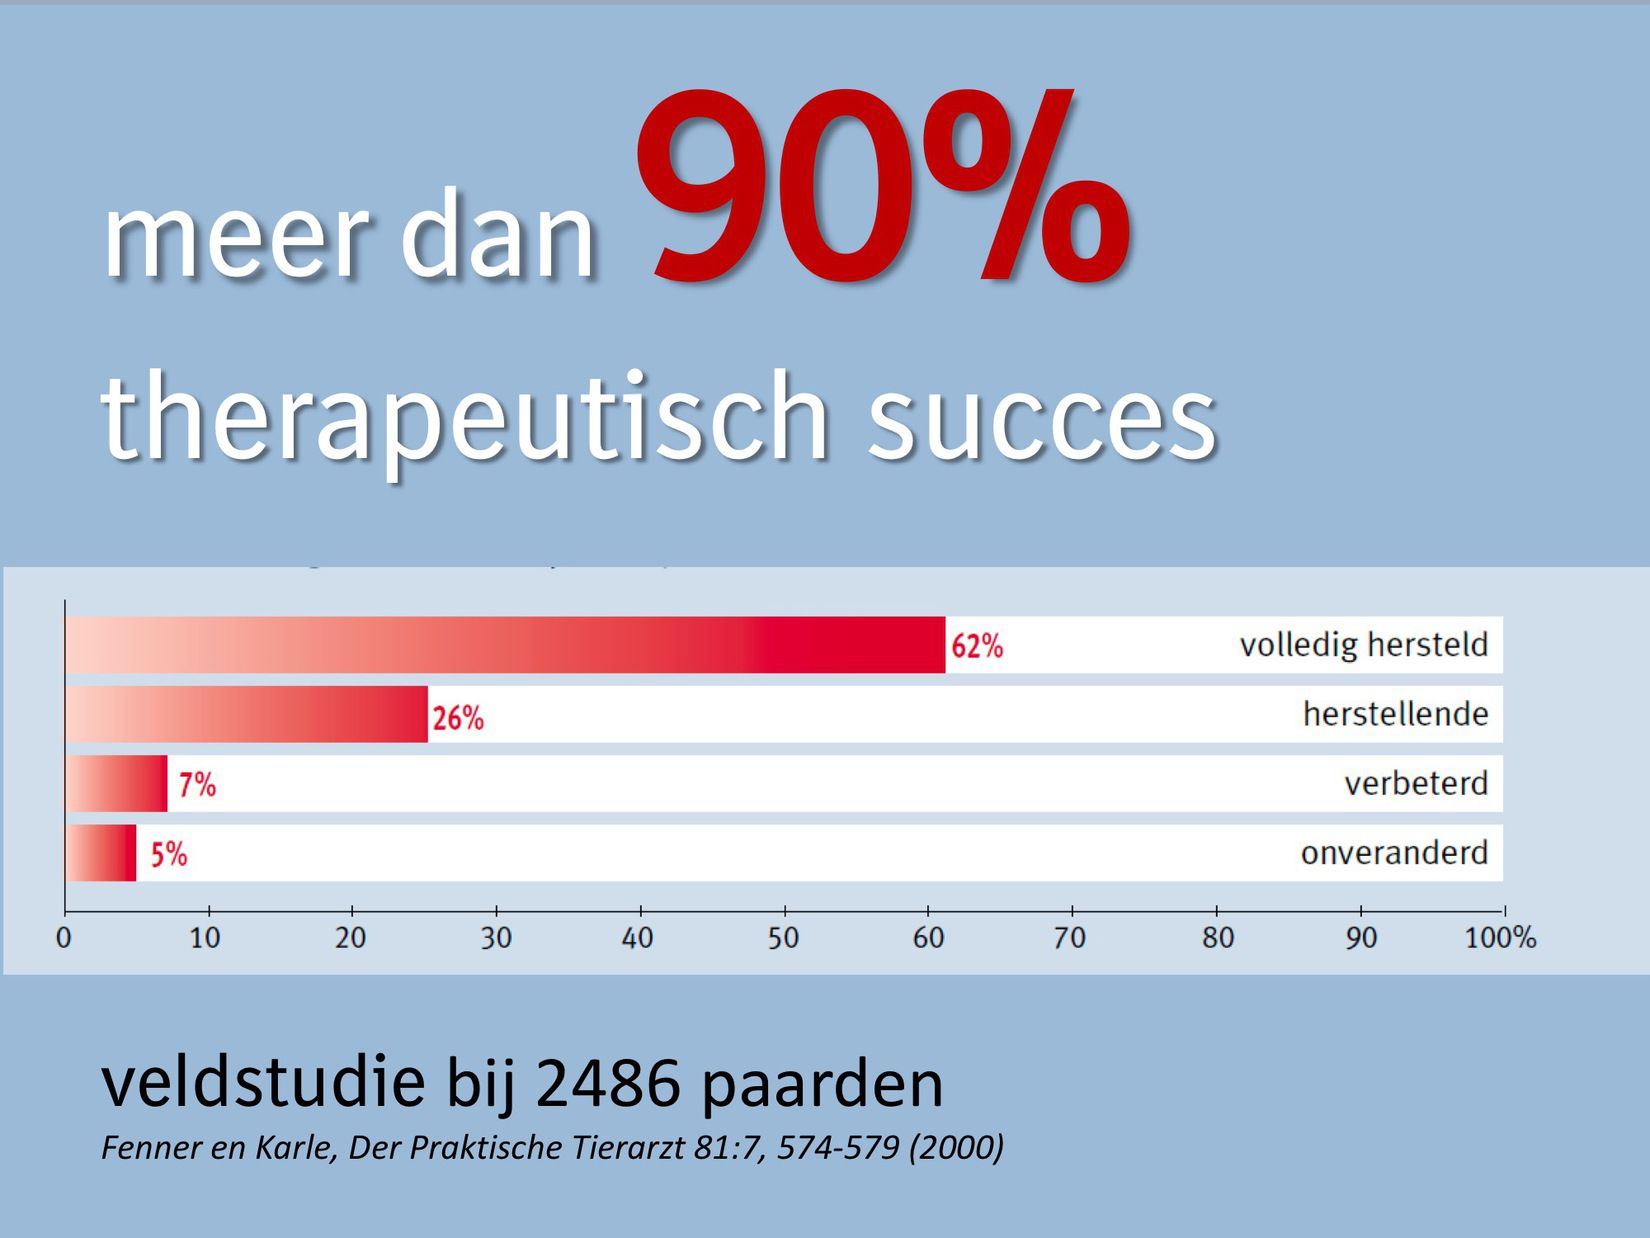 meer dan 90%
therapeutisch succes
62% volledig hersteld
26% herstellende
7% verbeterd
5% onveranderd
0 10 20 30 40 50 60 70 80 90 100%
veldstudie bij 2486 paarden
Fenner en Karle, Der Praktische Tierarzt 81:7, 574-579 (2000)